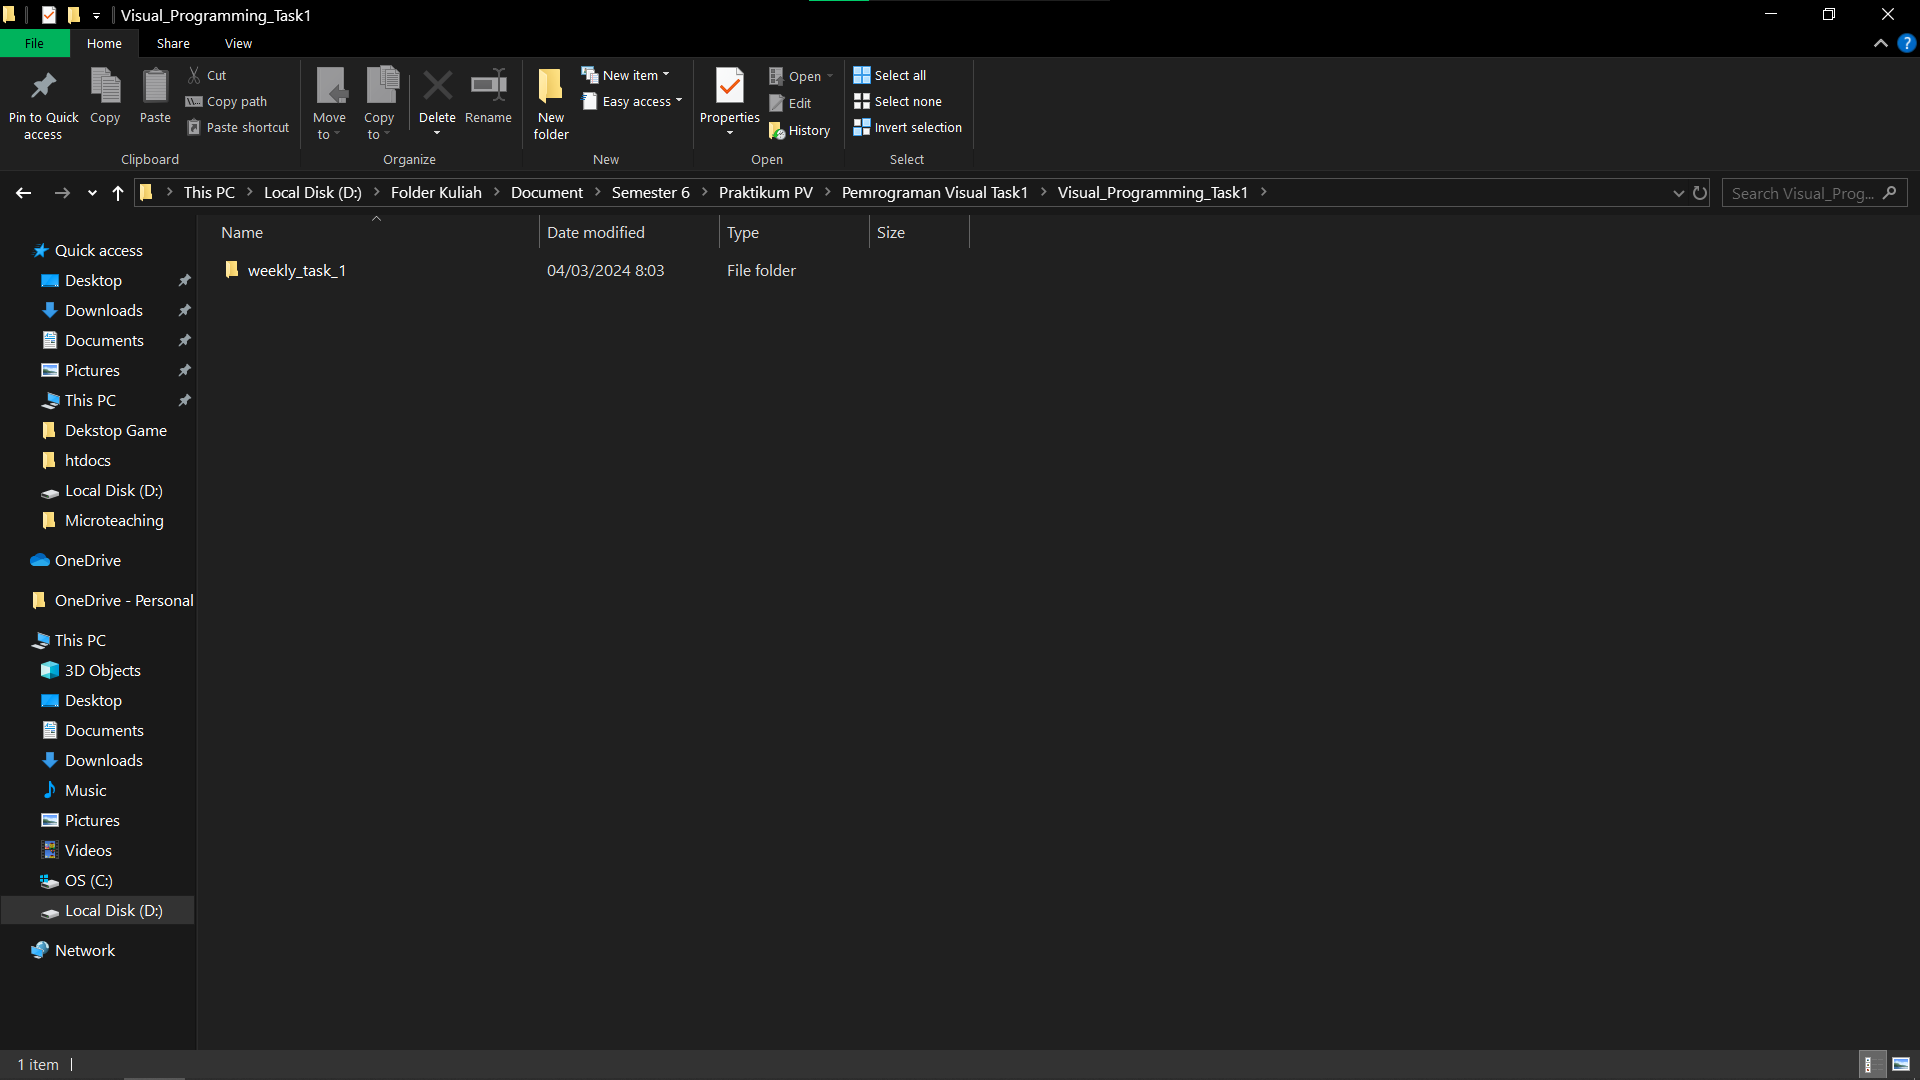 Visual_Programming_Task1
File Home Share View
Pin to Quick access
Copy
Paste
Cut
Copy path
Paste shortcut
Clipboard
Move to
Copy to
Delete
Rename
Organize
New folder
New item
Easy access
New
Properties
Open
Edit
History
Open
Select all
Select none
Invert selection
Select
This PC Local Disk (D:) Folder Kuliah Document Semester 6 Praktikum PV Pemrograman Visual Task1 Visual_Programming_Task1
Search Visual_Prog...
Name Date modified Type Size
weekly_task_1 04/03/2024 8:03 File folder
Quick access
Desktop
Downloads
Documents
Pictures
This PC
Dekstop Game
htdocs
Local Disk (D:)
Microteaching
OneDrive
OneDrive - Personal
This PC
3D Objects
Desktop
Documents
Downloads
Music
Pictures
Videos
OS (C:)
Local Disk (D:)
Network
1 item